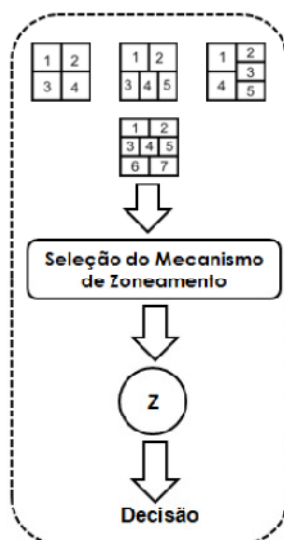 1 2 1 2 1 2
3 4 3 4 5 4 3
5
1 2
3 4 5
6 7
Seleção do Mecanismo
de Zoneamento
Z
Decisão